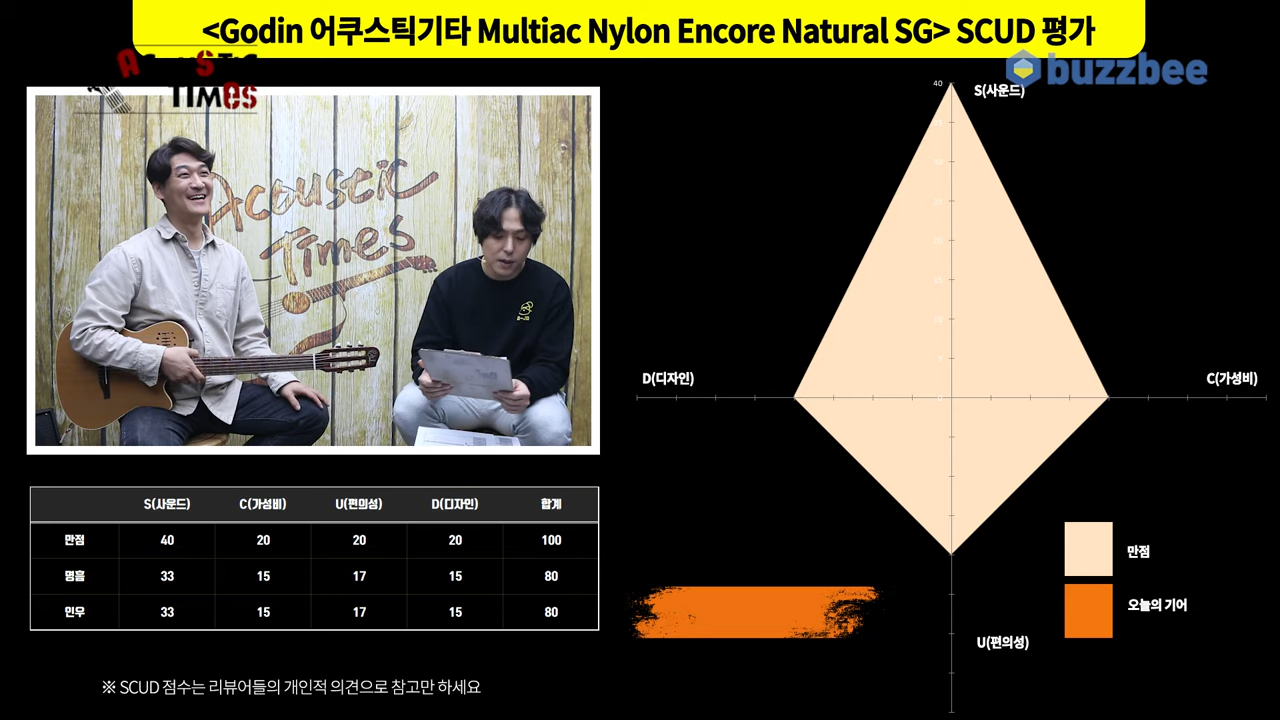 <Godin 어쿠스틱기타 Multiac Nylon Encore Natural SG> SCUD 평가
AcouSTic
TIMES
buzzbee
Acoustic
Times
40
S(사운드)
D(디자인)
C(가성비)
U(편의성)
S(사운드) C(가성비) U(편의성) D(디자인) 합계
만점 40 20 20 20 100
명흠 33 15 17 15 80
인우 33 15 17 15 80
만점
오늘의 기어
※ SCUD 점수는 리뷰어들의 개인적 의견으로 참고만 하세요